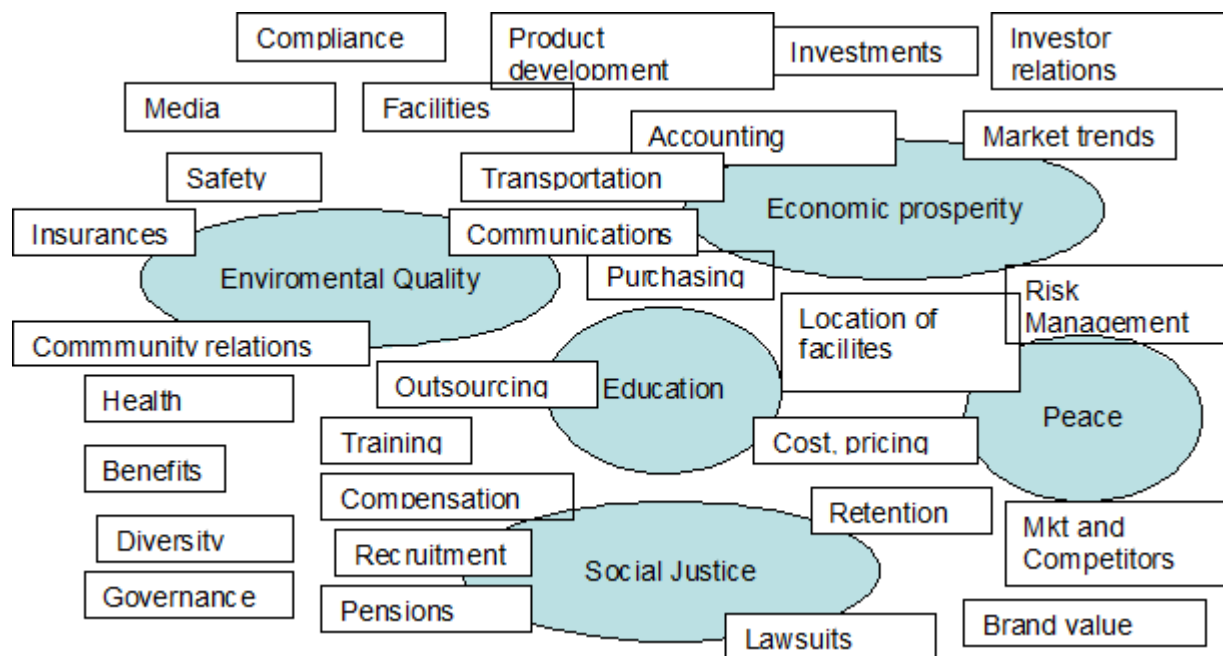 Compliance
Product
development
Investments
Investor
relations
Media
Facilities
Accounting
Market trends
Safety
Transportation
Economic prosperity
Insurances
Communications
Enviromental Quality
Purchasing
Risk
Management
Location of
facilites
Commmunity relations
Outsourcing
Education
Health
Peace
Training
Cost, pricing
Benefits
Compensation
Retention
Mkt and
Competitors
Diversity
Recruitment
Social Justice
Governance
Pensions
Lawsuits
Brand value